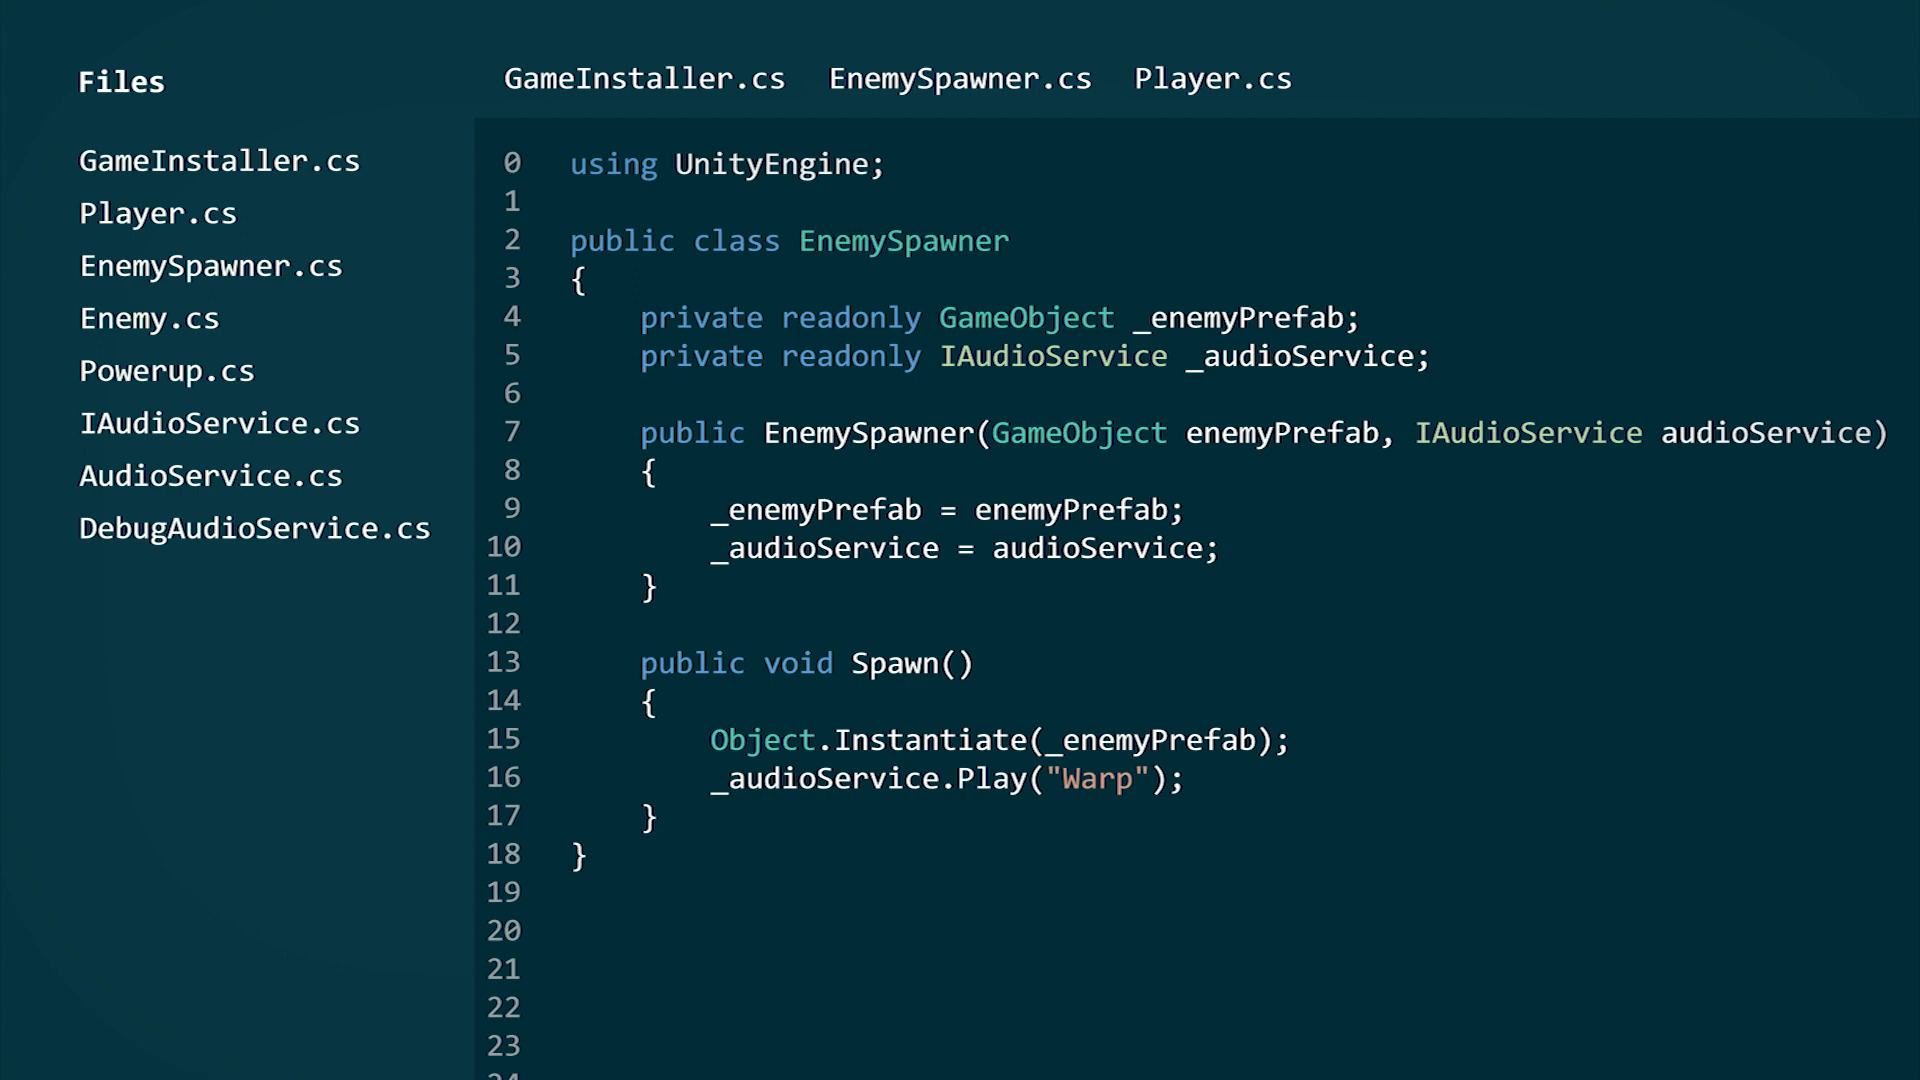 Files
GameInstaller.cs
Player.cs
EnemySpawner.cs
Enemy.cs
Powerup.cs
IAudioService.cs
AudioService.cs
DebugAudioService.cs
GameInstaller.cs EnemySpawner.cs Player.cs
0 using UnityEngine;
1
2 public class EnemySpawner
3 {
4 private readonly GameObject _enemyPrefab;
5 private readonly IAudioService _audioService;
6
7 public EnemySpawner(GameObject enemyPrefab, IAudioService audioService)
8 {
9 _enemyPrefab = enemyPrefab;
10 _audioService = audioService;
11 }
12
13 public void Spawn()
14 {
15 Object.Instantiate(_enemyPrefab);
16 _audioService.Play("Warp");
17 }
18 }
19
20
21
22
23